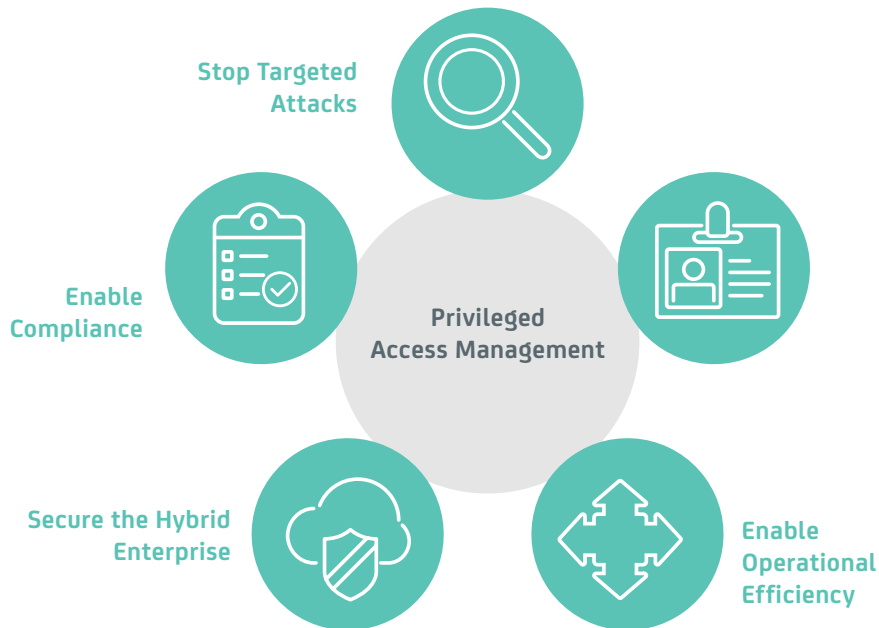 Stop Targeted
Attacks
Enable
Compliance
Privileged
Access Management
Secure the Hybrid
Enterprise
Enable
Operational
Efficiency